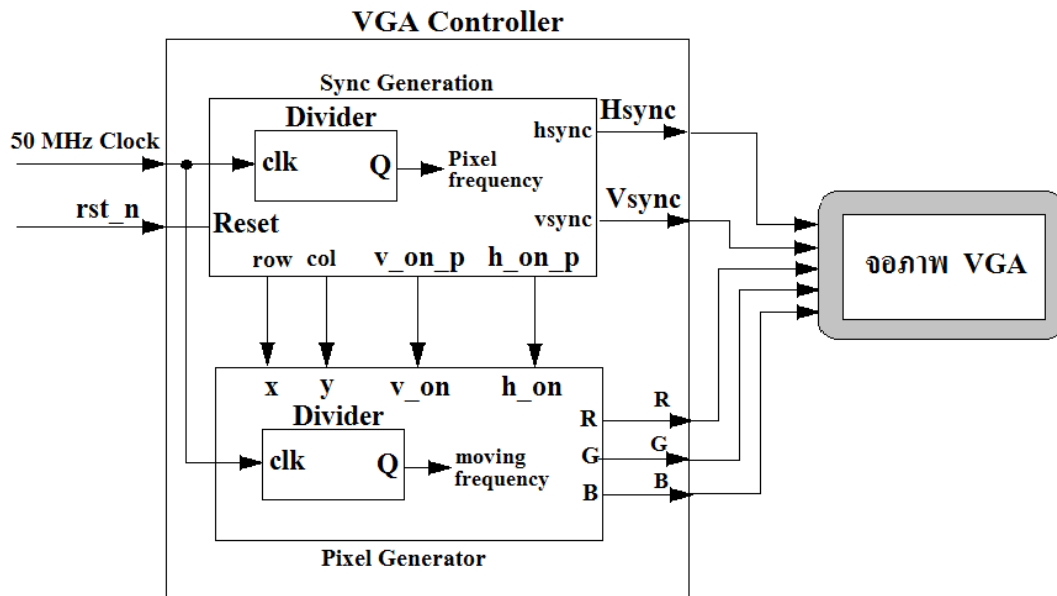 VGA Controller
Sync Generation
50 MHz Clock
rst_n
Divider
clk
Q
Pixel
frequency
Reset
hsync
vsync
Hsync
Vsync
row
col
v_on_p
h_on_p
จอภาพ VGA
x
y
v_on
h_on
Divider
clk
Q
moving
frequency
R
G
B
R
G
B
Pixel Generator